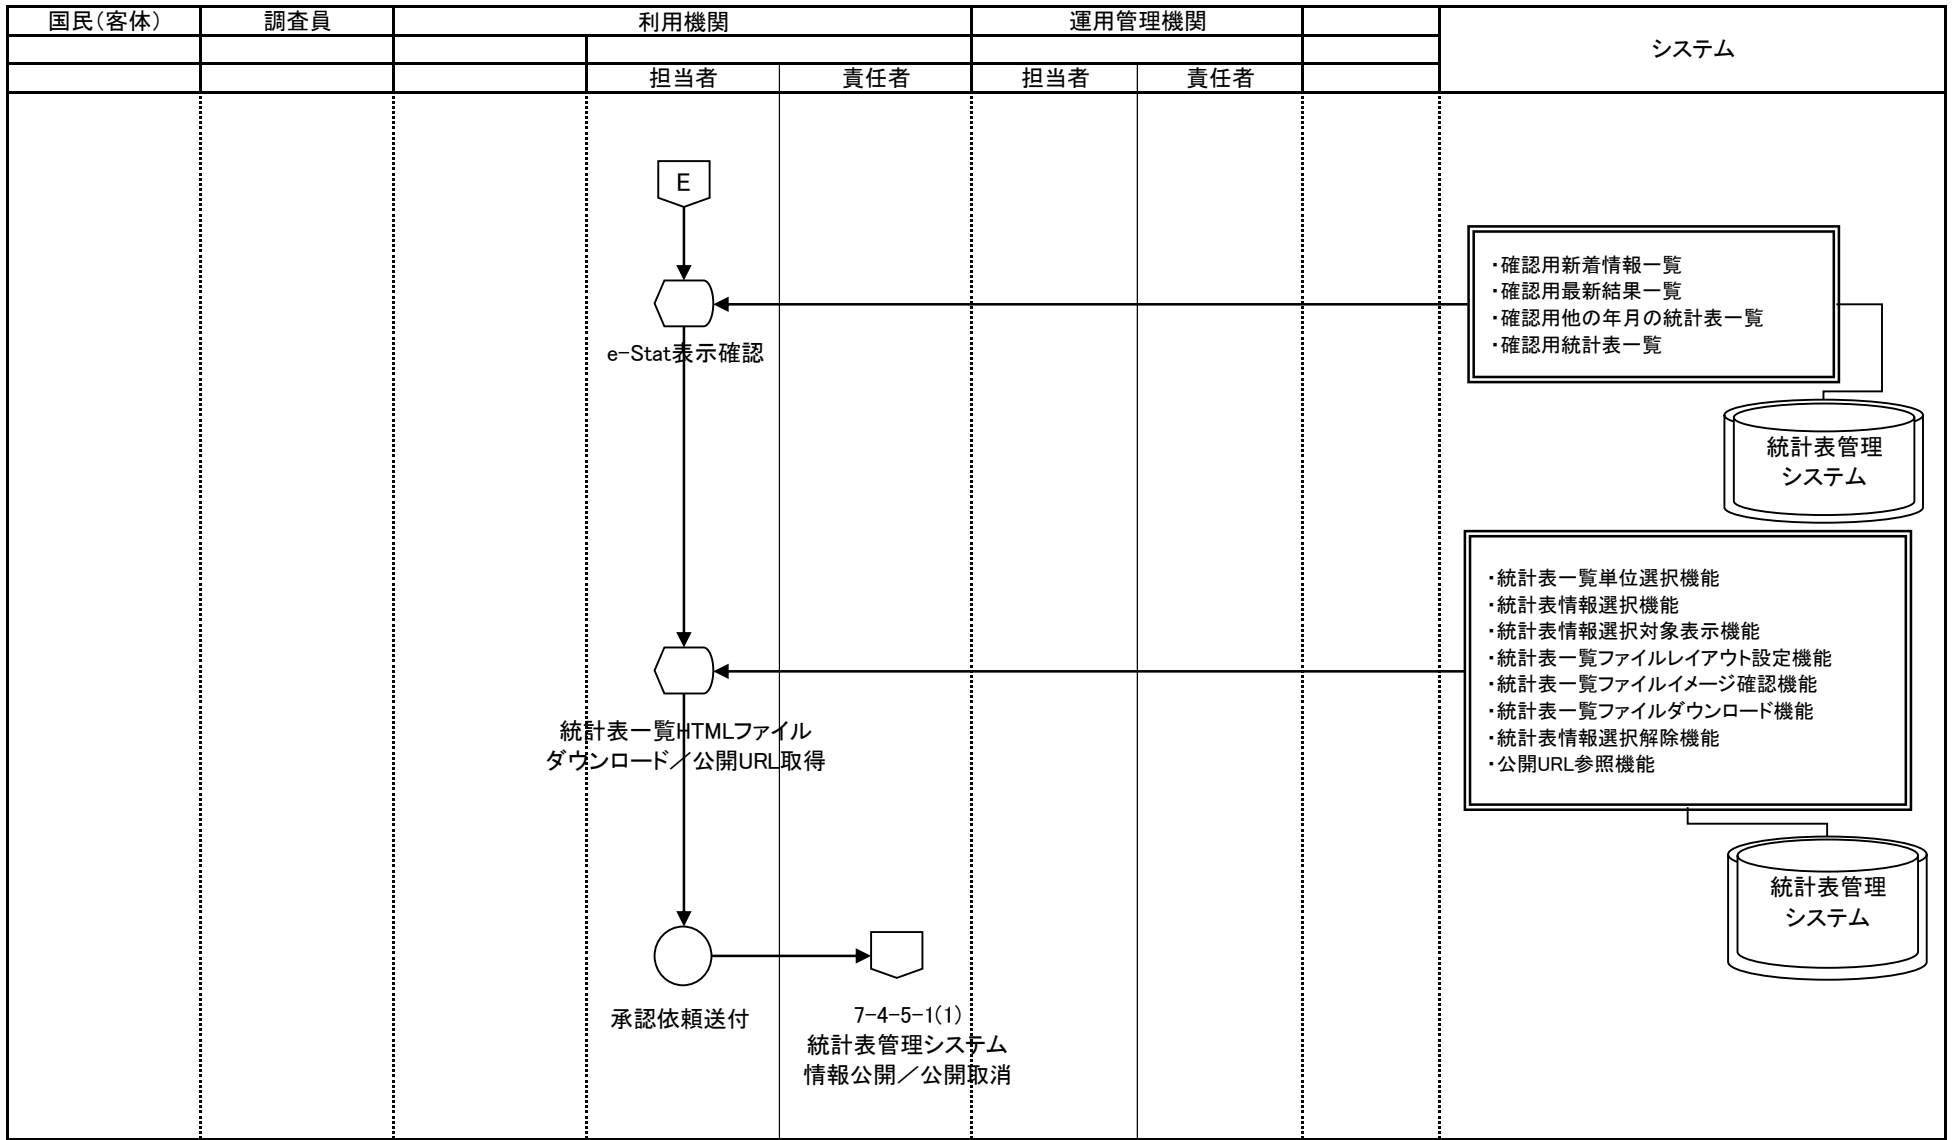 国民（客体）
調査員
利用機関
運用管理機関
システム
担当者
責任者
担当者
責任者
E
・確認用新着情報一覧
・確認用最新結果一覧
・確認用他の年月の統計表一覧
・確認用統計表一覧
e-Stat表示確認
統計表管理
システム
・統計表一覧単位選択機能
・統計表情報選択機能
・統計表情報選択対象表示機能
・統計表一覧ファイルレイアウト設定機能
・統計表一覧ファイルイメージ確認機能
・統計表一覧ファイルダウンロード機能
・統計表情報選択解除機能
・公開URL参照機能
統計表一覧HTMLファイル
ダウンロード／公開URL取得
統計表管理
システム
承認依頼送付
7-4-5-1(1)
統計表管理システム
情報公開／公開取消